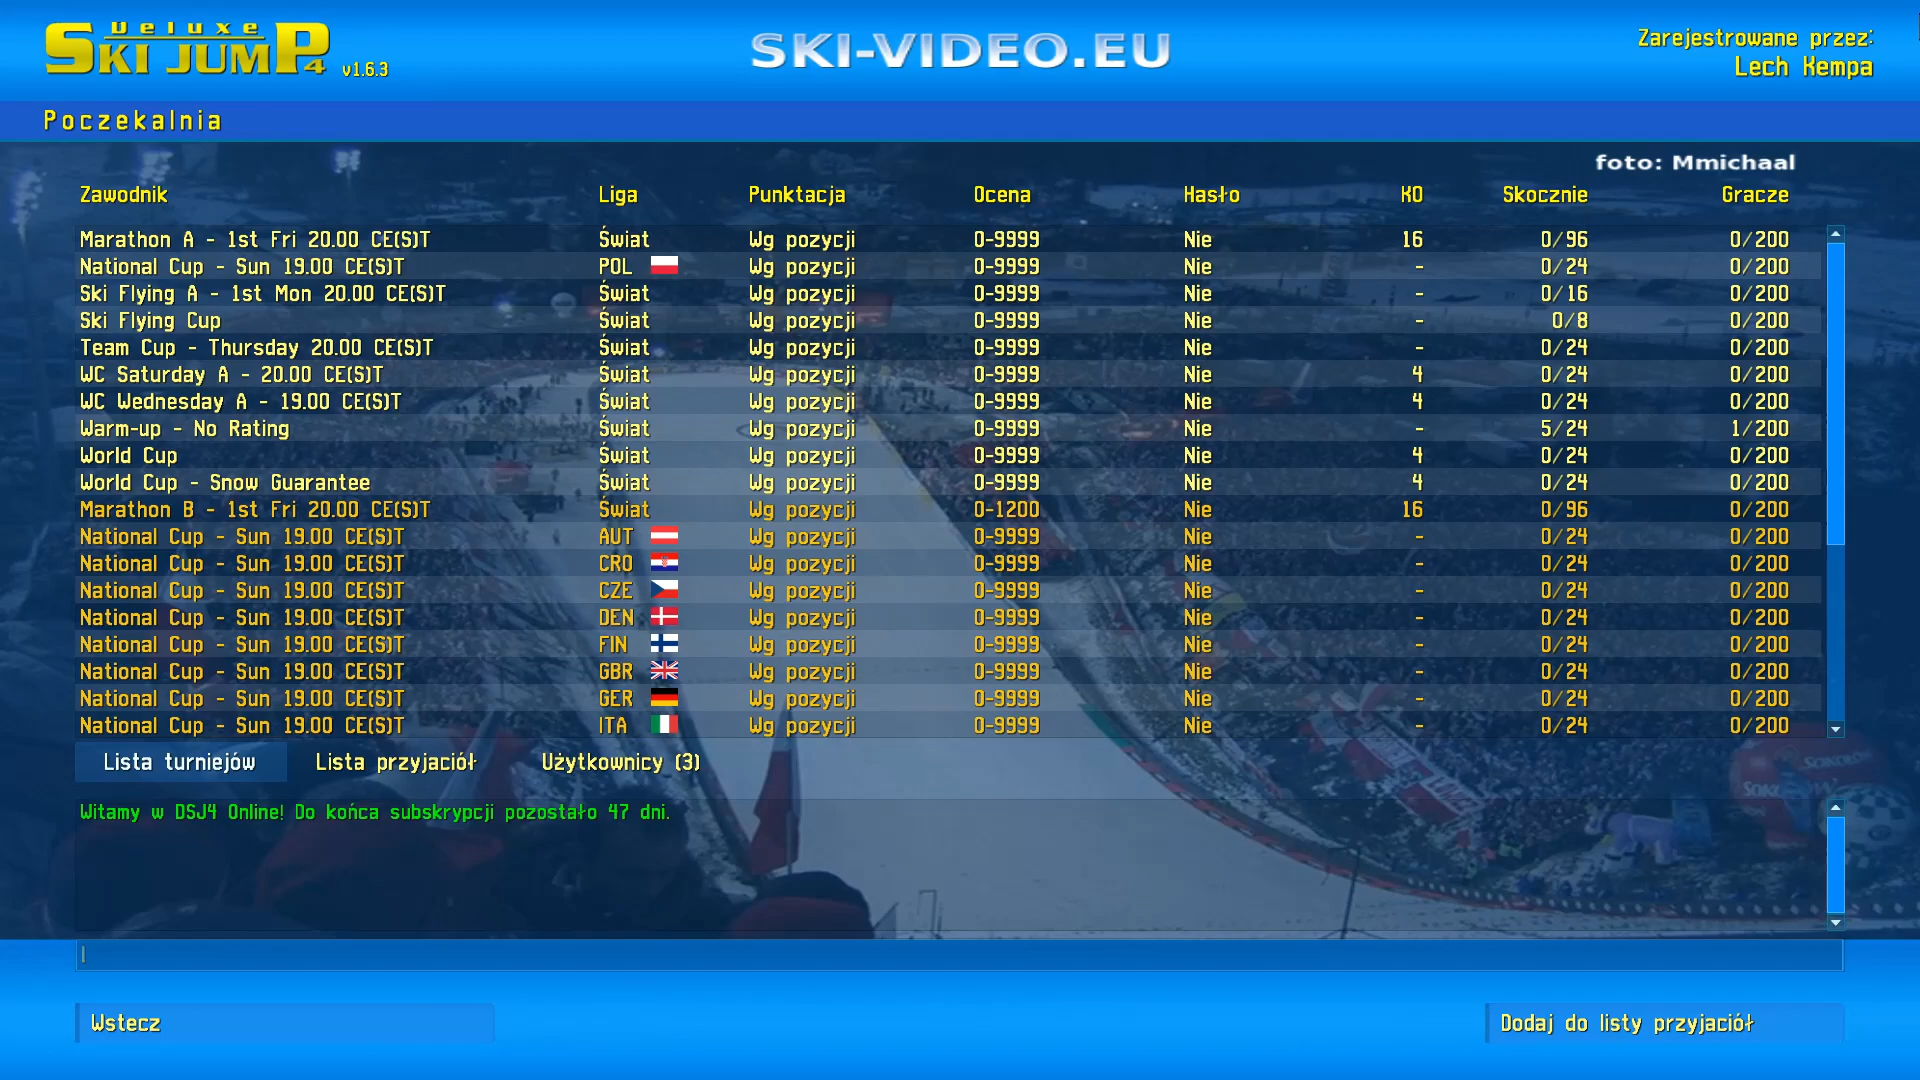 Deluxe
SKI JUMP 4 v1.6.3
SKI-VIDEO.EU
Zarejestrowane przez:
Lech Kempa
Poczekalnia
foto: Mmichaal
Zawodnik Liga Punktacja Ocena Hasło KO Skocznie Gracze
Marathon A - 1st Fri 20.00 CE(S)T Świat Wg pozycji 0-9999 Nie 16 0/96 0/200
National Cup - Sun 19.00 CE(S)T POL Wg pozycji 0-9999 Nie - 0/24 0/200
Ski Flying A - 1st Mon 20.00 CE(S)T Świat Wg pozycji 0-9999 Nie - 0/16 0/200
Ski Flying Cup Świat Wg pozycji 0-9999 Nie - 0/8 0/200
Team Cup - Thursday 20.00 CE(S)T Świat Wg pozycji 0-9999 Nie - 0/24 0/200
WC Saturday A - 20.00 CE(S)T Świat Wg pozycji 0-9999 Nie 4 0/24 0/200
WC Wednesday A - 19.00 CE(S)T Świat Wg pozycji 0-9999 Nie 4 0/24 0/200
Warm-up - No Rating Świat Wg pozycji 0-9999 Nie - 5/24 1/200
World Cup Świat Wg pozycji 0-9999 Nie 4 0/24 0/200
World Cup - Snow Guarantee Świat Wg pozycji 0-9999 Nie 4 0/24 0/200
Marathon B - 1st Fri 20.00 CE(S)T Świat Wg pozycji 0-1200 Nie 16 0/96 0/200
National Cup - Sun 19.00 CE(S)T AUT Wg pozycji 0-9999 Nie - 0/24 0/200
National Cup - Sun 19.00 CE(S)T CRO Wg pozycji 0-9999 Nie - 0/24 0/200
National Cup - Sun 19.00 CE(S)T CZE Wg pozycji 0-9999 Nie - 0/24 0/200
National Cup - Sun 19.00 CE(S)T DEN Wg pozycji 0-9999 Nie - 0/24 0/200
National Cup - Sun 19.00 CE(S)T FIN Wg pozycji 0-9999 Nie - 0/24 0/200
National Cup - Sun 19.00 CE(S)T GBR Wg pozycji 0-9999 Nie - 0/24 0/200
National Cup - Sun 19.00 CE(S)T GER Wg pozycji 0-9999 Nie - 0/24 0/200
National Cup - Sun 19.00 CE(S)T ITA Wg pozycji 0-9999 Nie - 0/24 0/200
Lista turniejów Lista przyjaciół Użytkownicy (3)
Witamy w DSJ4 Online! Do końca subskrypcji pozostało 47 dni.
Wstecz Dodaj do listy przyjaciół